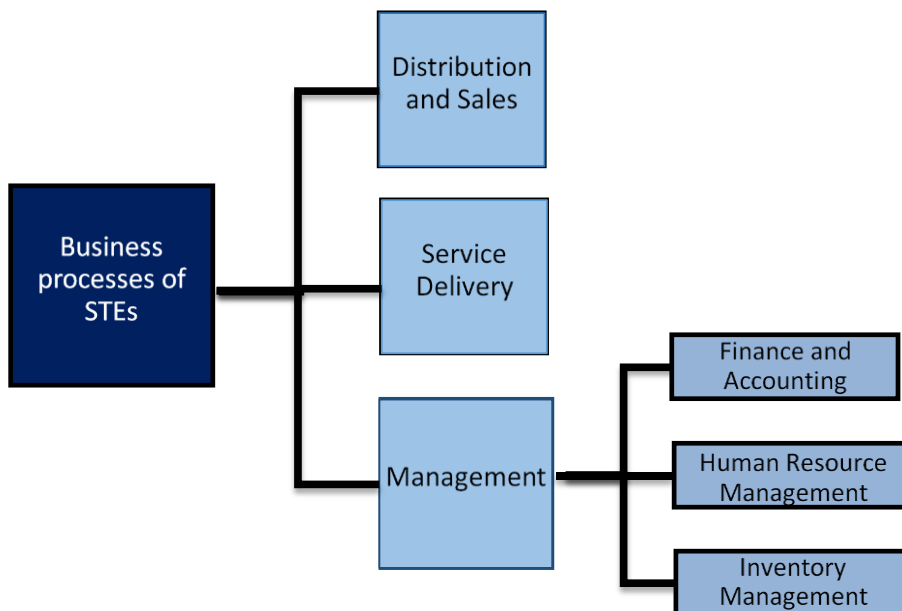 Distribution
and Sales
Business
processes of
STEs
Service
Delivery
Management
Finance and
Accounting
Human Resource
Management
Inventory
Management